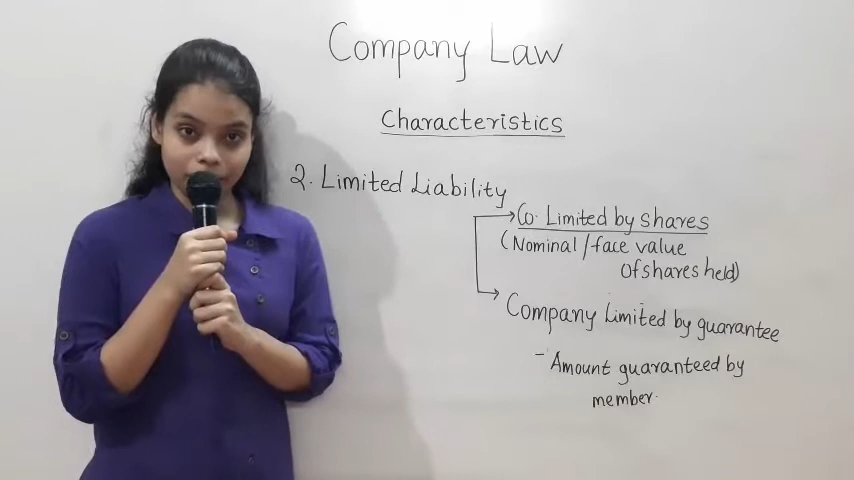 Company Law
Characteristics
2. Limited Liability
Co. Limited by shares
(Nominal/face value
Of shares held)
Company limited by guarantee
- Amount guaranteed by
member.